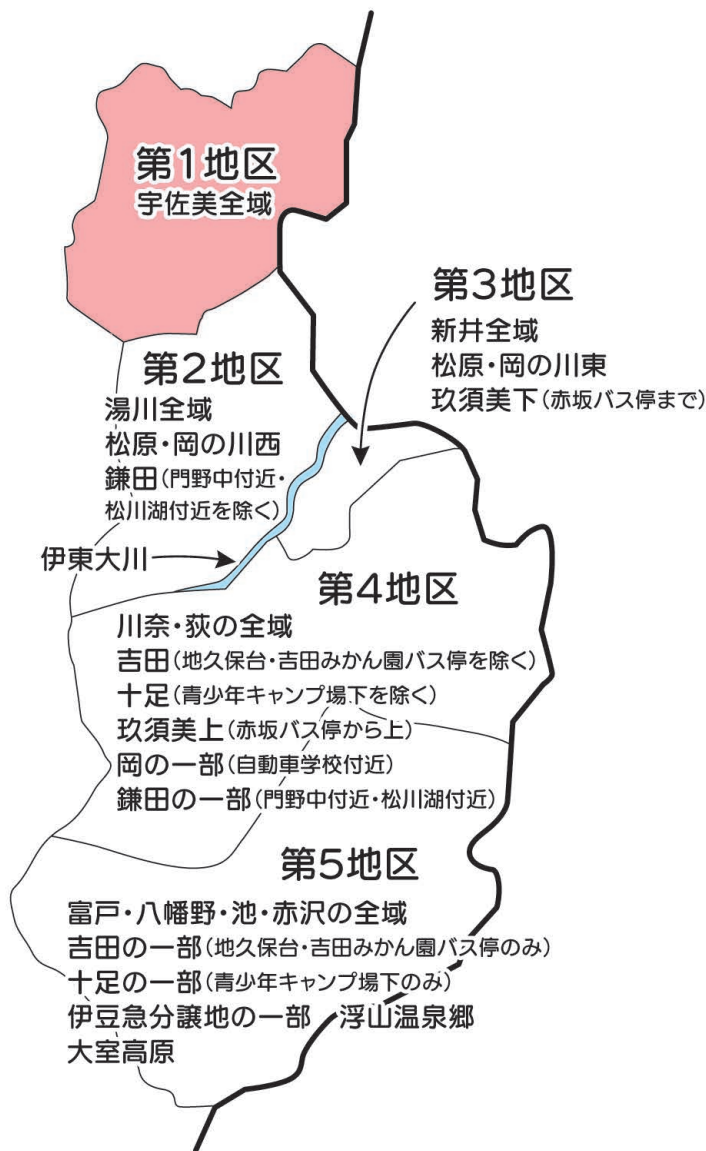 第1地区
宇佐美全域
第3地区
新井全域
松原・岡の川東
玖須美下(赤坂バス停まで)
第2地区
湯川全域
松原・岡の川西
鎌田(門野中付近・
松川湖付近を除く)
伊東大川
第4地区
川奈・荻の全域
吉田(地久保台・吉田みかん園バス停を除く)
十足(青少年キャンプ場下を除く)
玖須美上(赤坂バス停から上)
岡の一部(自動車学校付近)
鎌田の一部(門野中付近・松川湖付近)
第5地区
富戸・八幡野・池・赤沢の全域
吉田の一部(地久保台・吉田みかん園バス停のみ)
十足の一部(青少年キャンプ場下のみ)
伊豆急分譲地の一部　浮山温泉郷
大室高原